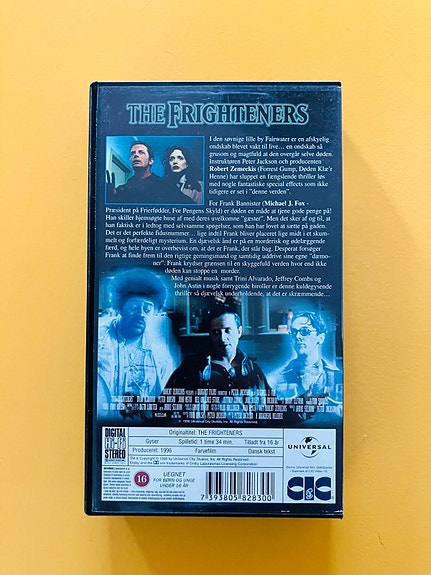 THE FRIGHTENERS
I den søvnige lille by Fairwater er en afskyelig
ondskab blevet vakt til live... en ondskab så
grusom og magtfuld at den overgår selve døden.
Instruktøren Peter Jackson og producenten
Robert Zemeckis (Forrest Gump, Døden Klæ'r
Henne) har sluppet en fængslende thriller løs
med nogle fantastiske special effects som ikke
tidligere er set i "denne verden".
For Frank Bannister (Michael J. Fox -
Præsident på Frierfødder, For Pengens Skyld) er døden en måde at tjene gode penge på!
Han skiller hjemsøgte huse af med deres uvelkomne "gæster". Men det sker af og til, at
han faktisk er i ledtog med selvsamme spøgelser, som han har lovet at sætte på gaden.
Det er det perfekte fidusnummer... lige indtil Frank bliver placeret lige midt i et skum-
melt og forfærdeligt mysterium. En djævelsk ånd er på en morderisk og ødelæggende
færd, og hele byen er overbevist om, at det er Frank, der står bag. Desperat forsøger
Frank at finde frem til den rigtige gerningsmand og samtidig uddrive sine egne "dæmo-
ner". Frank krydser grænsen til en skyggefuld verden hvor end ikke
døden kan stoppe en morder.
Med genialt musik samt Trini Alvarado, Jeffrey Combs og
John Astin i nogle forrygende biroller er denne kuldegysende
thriller så djævelsk underholdende, at det er skræmmende...
DIGITAL
STEREO
Originaltitel: THE FRIGHTENERS
Gyser
Spilletid: 1 time 34 min.
Tilladt fra 16 år
Produceret: 1996
Farvefilm
Dansk tekst
16
UEGNET
FOR BØRN OG UNGE
UNDER 16 ÅR
7 393805 828300
UNIVERSAL
CIC